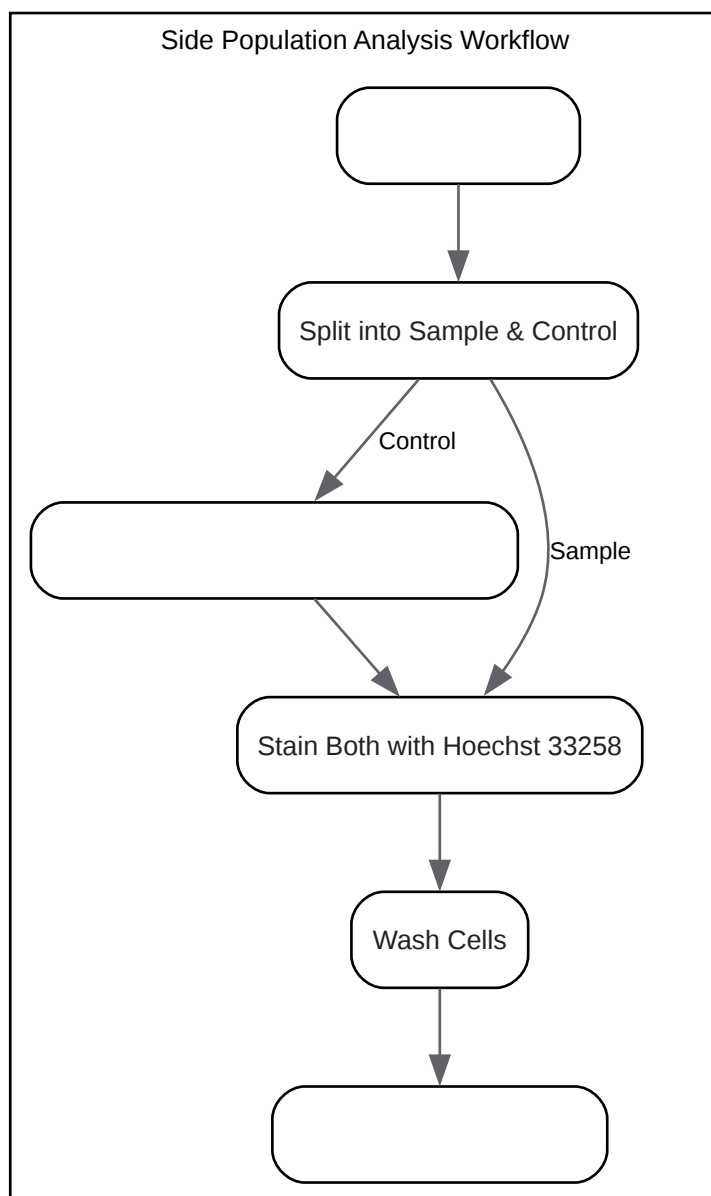 Side Population Analysis Workflow
Split into Sample & Control
Control
Sample
Stain Both with Hoechst 33258
Wash Cells